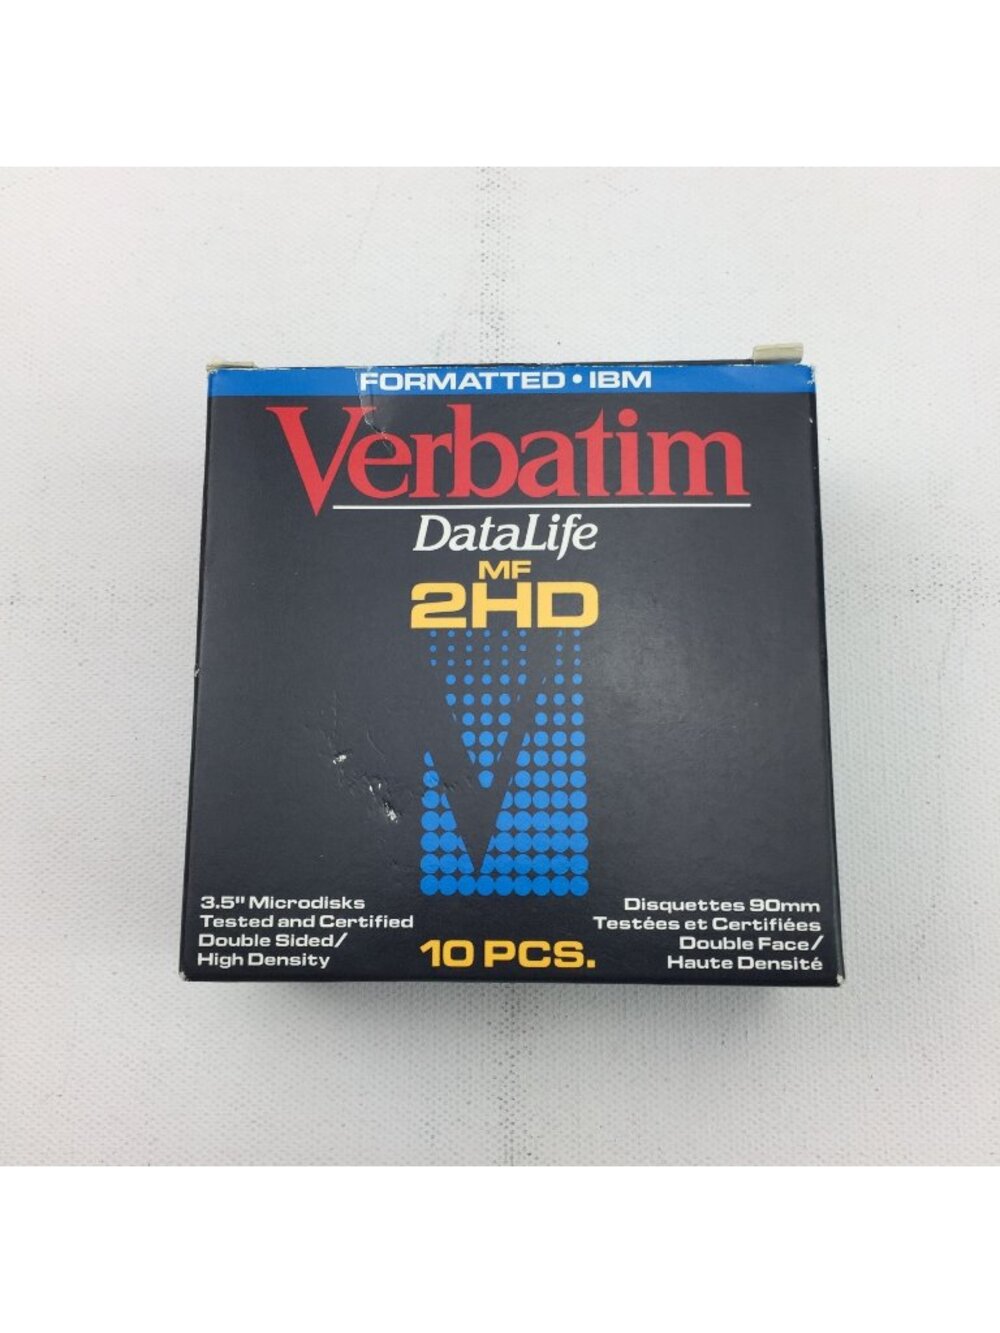 FORMATTED • IBM
Verbatim
DataLife
MF
2HD
3.5" Microdisks
Tested and Certified
Double Sided/
High Density
10 PCS.
Disquettes 90mm
Testées et Certifiées
Double Face/
Haute Densité